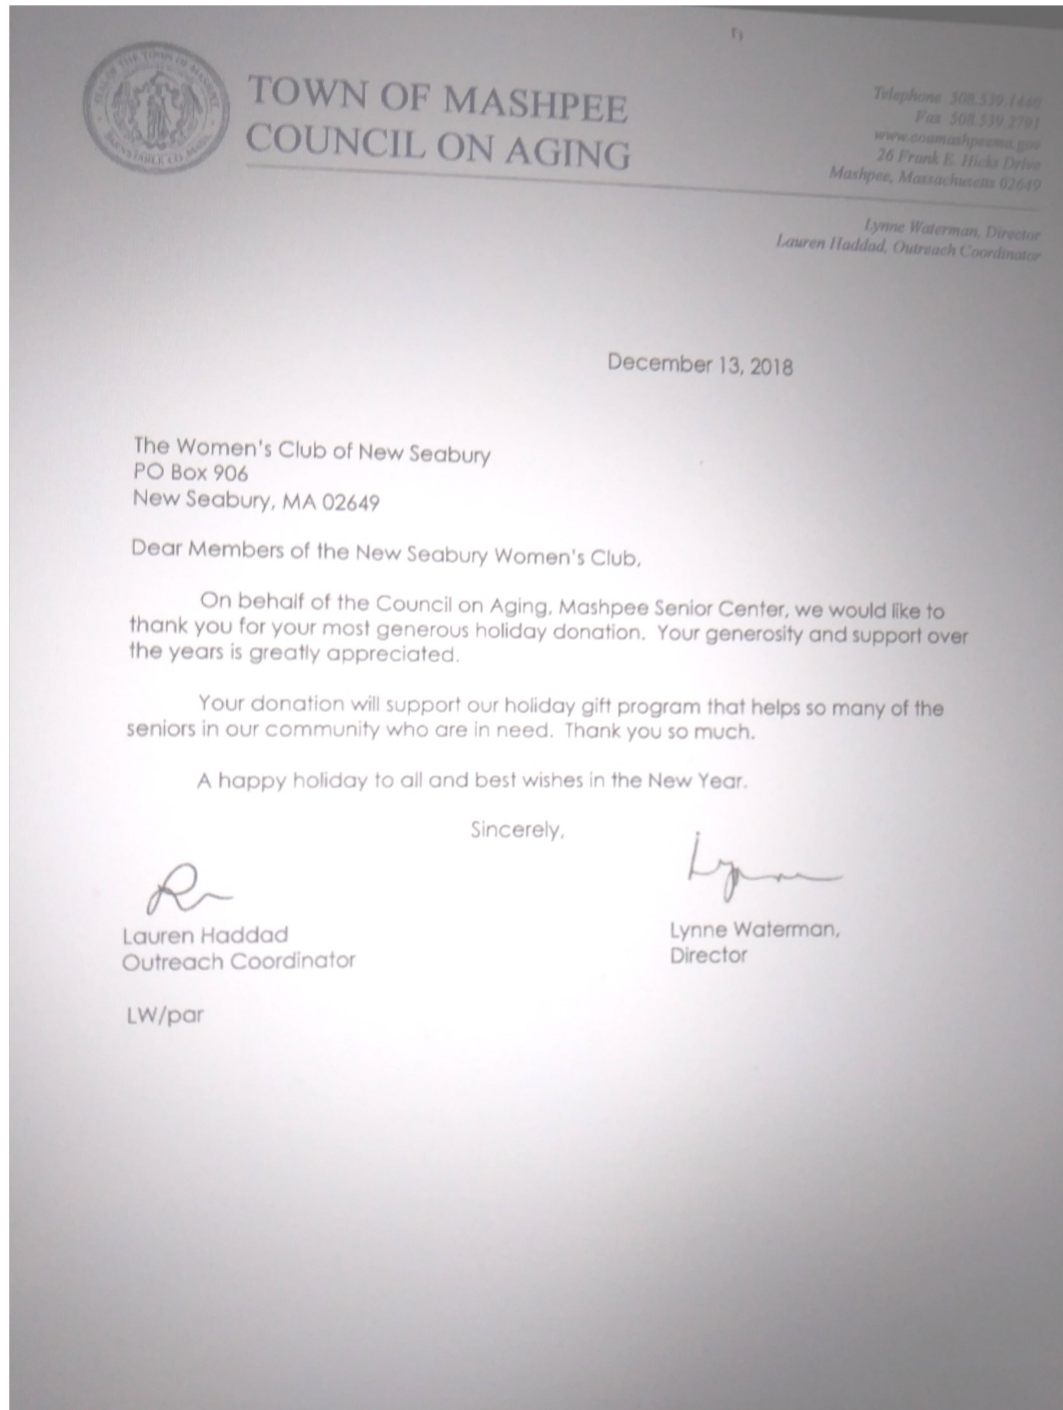 TOWN OF MASHPEE
COUNCIL ON AGING
Telephone 508.539.1440
Fax 508.539.2791
26 Frank E. Hicks Drive
Mashpee, Massachusetts 02649
Lynne Waterman, Director
Lauren Haddad, Outreach Coordinator
December 13, 2018
The Women's Club of New Seabury
PO Box 906
New Seabury, MA 02649
Dear Members of the New Seabury Women's Club,
On behalf of the Council on Aging, Mashpee Senior Center, we would like to
thank you for your most generous holiday donation. Your generosity and support over
the years is greatly appreciated.
Your donation will support our holiday gift program that helps so many of the
seniors in our community who are in need. Thank you so much.
A happy holiday to all and best wishes in the New Year.
Sincerely,
Lynne
Lauren Haddad
Outreach Coordinator
Lynne Waterman,
Director
LW/par